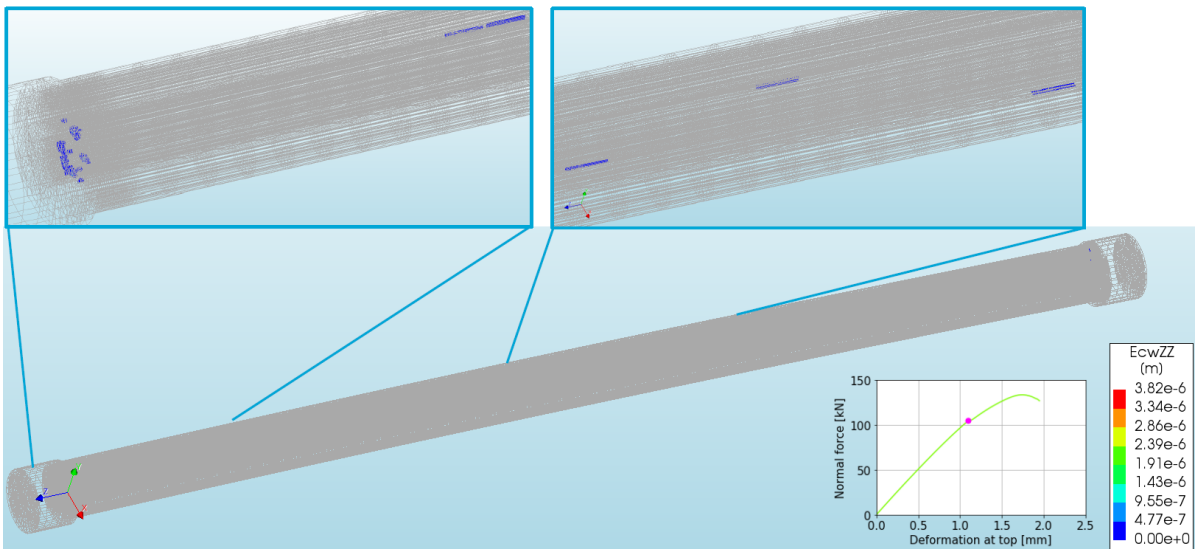 EcwZZ
(m)
3.82e-6
3.34e-6
2.86e-6
2.39e-6
1.91e-6
1.43e-6
9.55e-7
4.77e-7
0.00e+0
Normal force [kN]
150
100
50
0
0.0 0.5 1.0 1.5 2.0 2.5
Deformation at top [mm]
Z